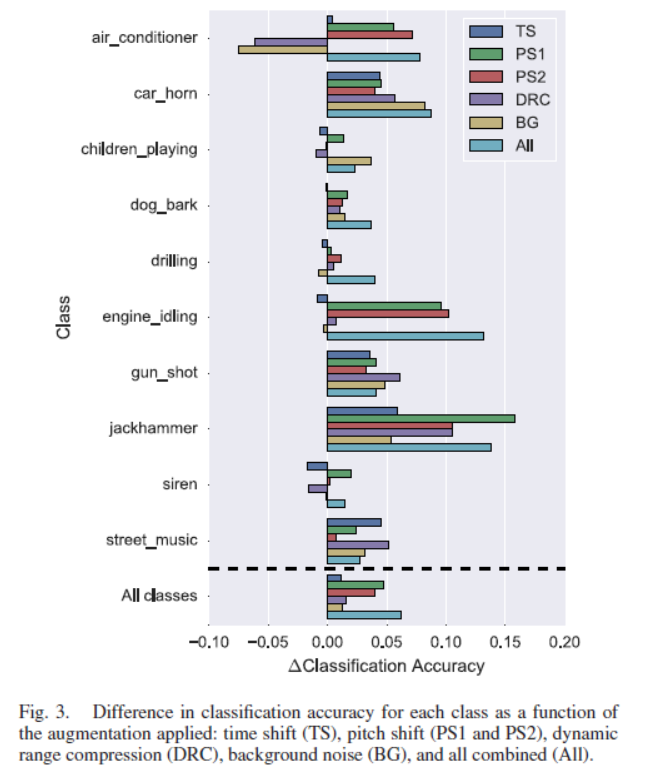 air_conditioner
car_horn
children_playing
dog_bark
drilling
engine_idling
gun_shot
jackhammer
siren
street_music
All classes
Class
TS
PS1
PS2
DRC
BG
All
−0.10 −0.05 0.00 0.05 0.10 0.15 0.20
ΔClassification Accuracy
Fig. 3. Difference in classification accuracy for each class as a function of
the augmentation applied: time shift (TS), pitch shift (PS1 and PS2), dynamic
range compression (DRC), background noise (BG), and all combined (All).